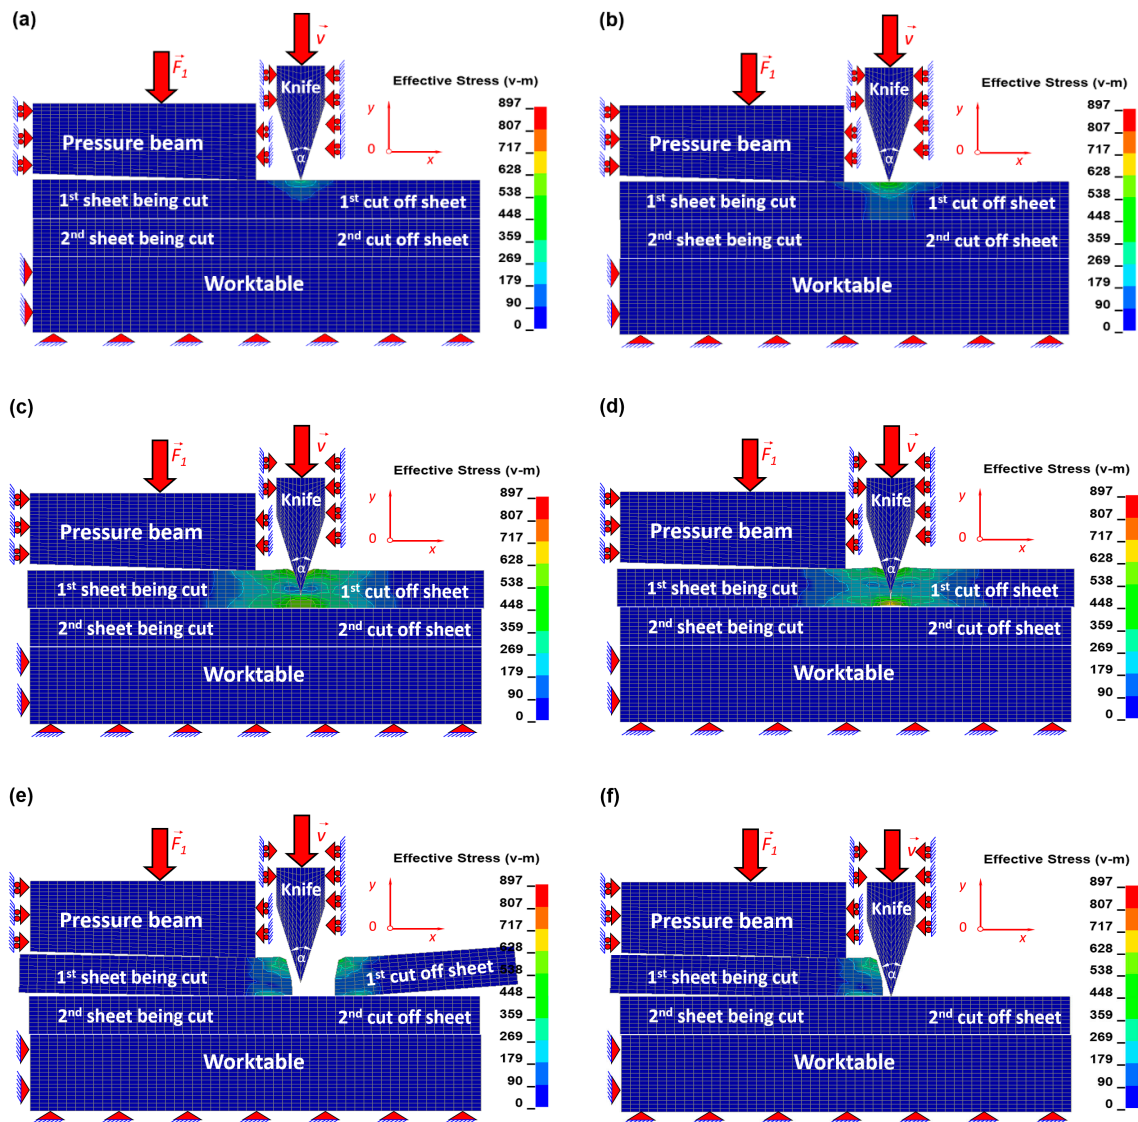 (a)
v
F1
Knife
Effective Stress (v-m)
897
807
717
628
538
448
359
269
179
90
0
y
0
x
Pressure beam
α
1st sheet being cut
1st cut off sheet
2nd sheet being cut
2nd cut off sheet
Worktable
(b)
v
F1
Knife
Effective Stress (v-m)
897
807
717
628
538
448
359
269
179
90
0
y
0
x
Pressure beam
α
1st sheet being cut
1st cut off sheet
2nd sheet being cut
2nd cut off sheet
Worktable
(c)
v
F1
Knife
Effective Stress (v-m)
897
807
717
628
538
448
359
269
179
90
0
y
0
x
Pressure beam
α
1st sheet being cut
1st cut off sheet
2nd sheet being cut
2nd cut off sheet
Worktable
(d)
v
F1
Knife
Effective Stress (v-m)
897
807
717
628
538
448
359
269
179
90
0
y
0
x
Pressure beam
α
1st sheet being cut
1st cut off sheet
2nd sheet being cut
2nd cut off sheet
Worktable
(e)
v
F1
Knife
Effective Stress (v-m)
897
807
717
628
538
448
359
269
179
90
0
y
0
x
Pressure beam
α
1st sheet being cut
1st cut off sheet
2nd sheet being cut
2nd cut off sheet
Worktable
(f)
v
F1
Knife
Effective Stress (v-m)
897
807
717
628
538
448
359
269
179
90
0
y
0
x
Pressure beam
α
1st sheet being cut
2nd sheet being cut
2nd cut off sheet
Worktable